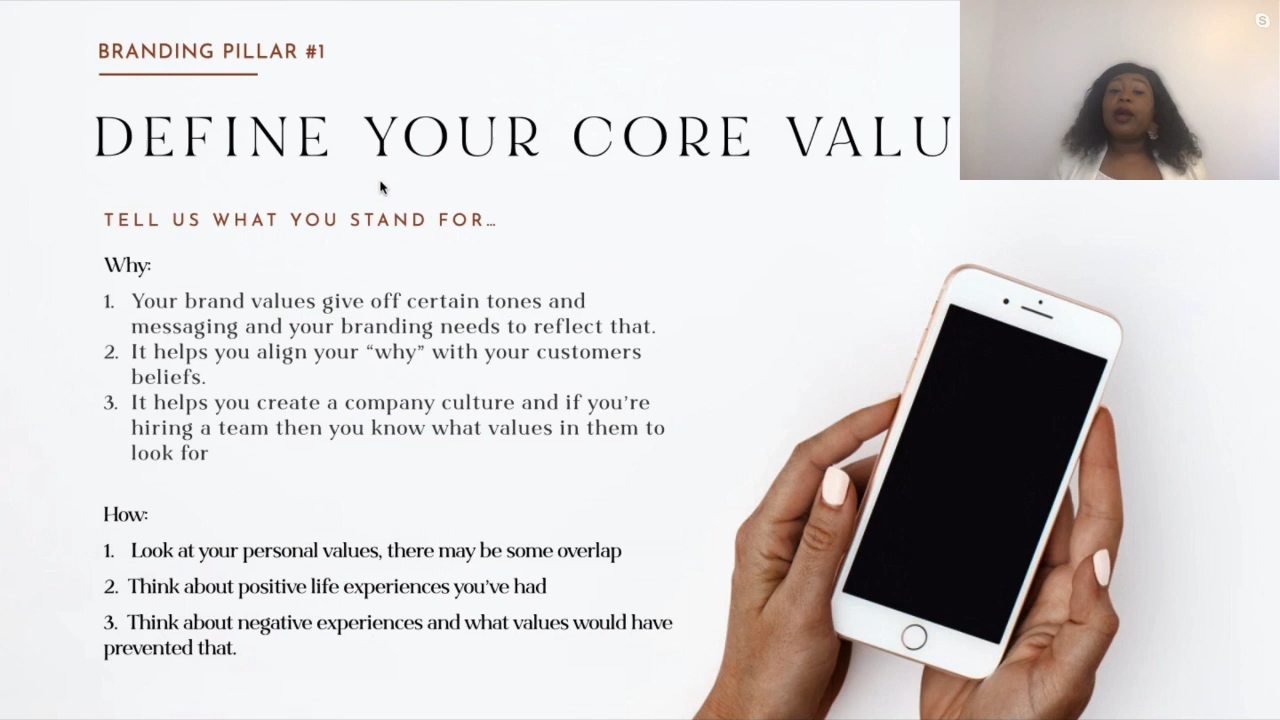 BRANDING PILLAR #1
DEFINE YOUR CORE VALU
TELL US WHAT YOU STAND FOR…
Why:
1. Your brand values give off certain tones and
messaging and your branding needs to reflect that.
2. It helps you align your “why” with your customers
beliefs.
3. It helps you create a company culture and if you’re
hiring a team then you know what values in them to
look for
How:
1. Look at your personal values, there may be some overlap
2. Think about positive life experiences you’ve had
3. Think about negative experiences and what values would have
prevented that.